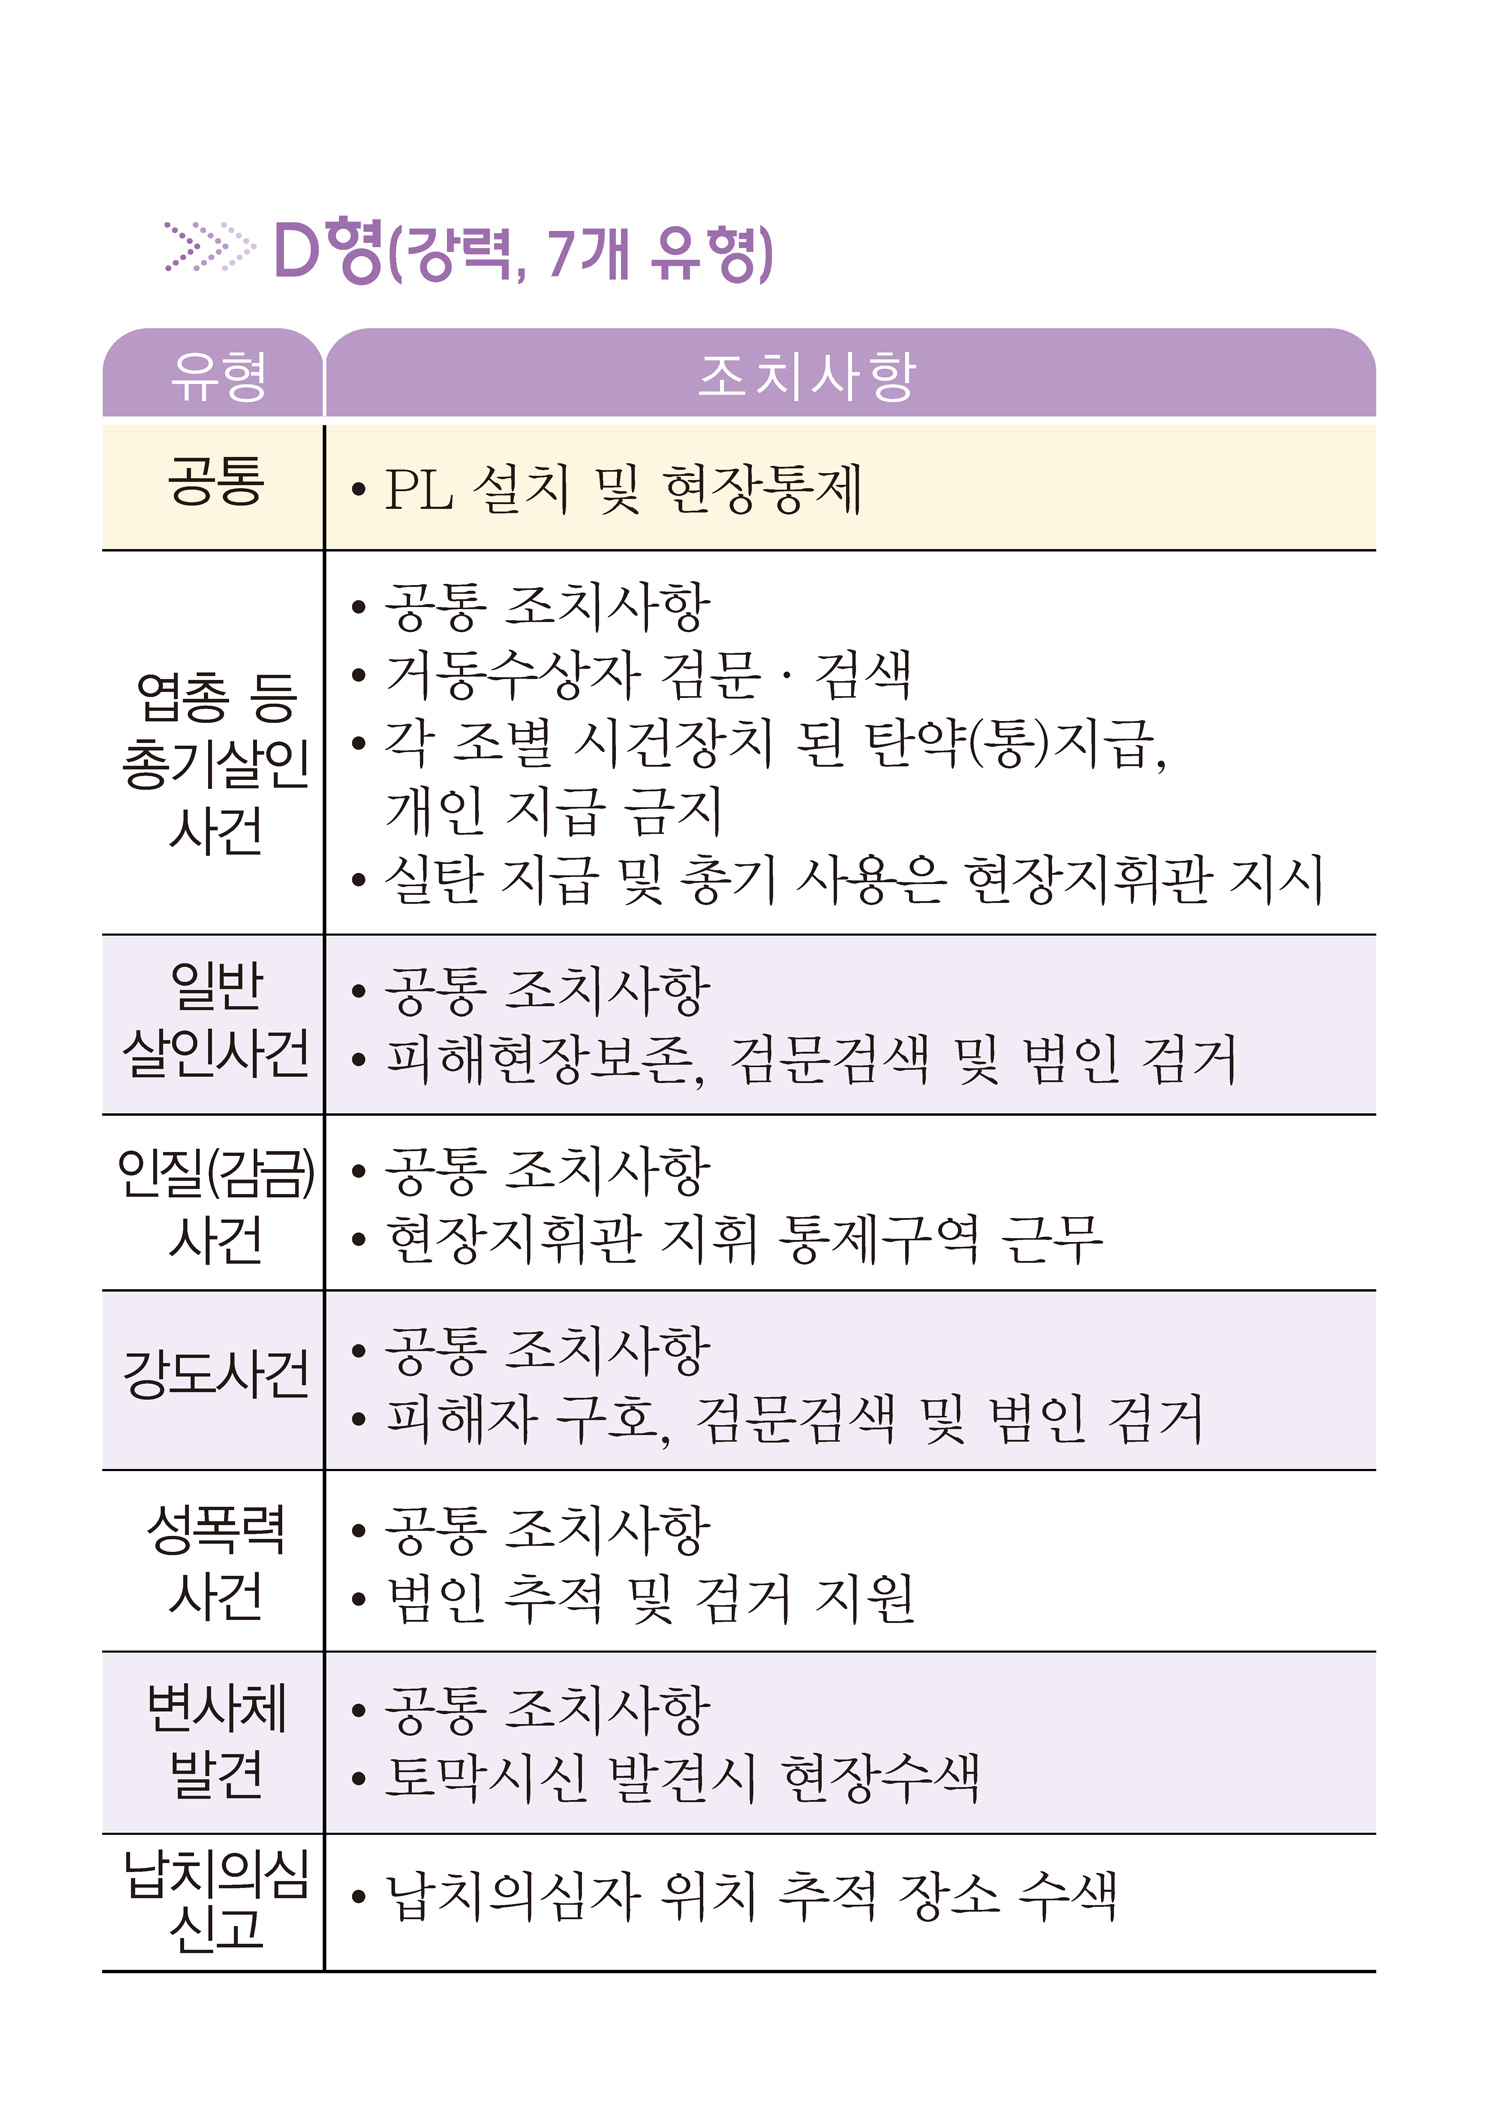 D형(강력, 7개 유형)
유형
조치사항
공통
• PL 설치 및 현장통제
엽총 등
총기살인
사건
• 공통 조치사항
• 거동수상자 검문 · 검색
• 각 조별 시건장치 된 탄약(통)지급,
개인 지급 금지
• 실탄 지급 및 총기 사용은 현장지휘관 지시
일반
살인사건
• 공통 조치사항
• 피해현장보존, 검문검색 및 범인 검거
인질(감금)
사건
• 공통 조치사항
• 현장지휘관 지휘 통제구역 근무
강도사건
• 공통 조치사항
• 피해자 구호, 검문검색 및 범인 검거
성폭력
사건
• 공통 조치사항
• 범인 추적 및 검거 지원
변사체
발견
• 공통 조치사항
• 토막시신 발견시 현장수색
납치의심
신고
• 납치의심자 위치 추적 장소 수색